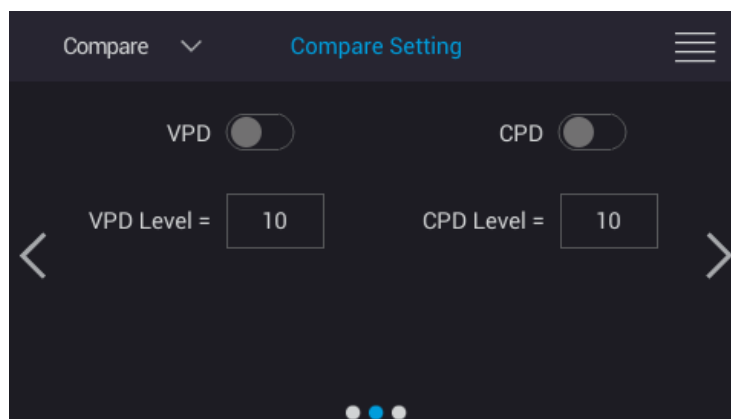 Compare Compare Setting
VPD CPD
VPD Level = 10 CPD Level = 10